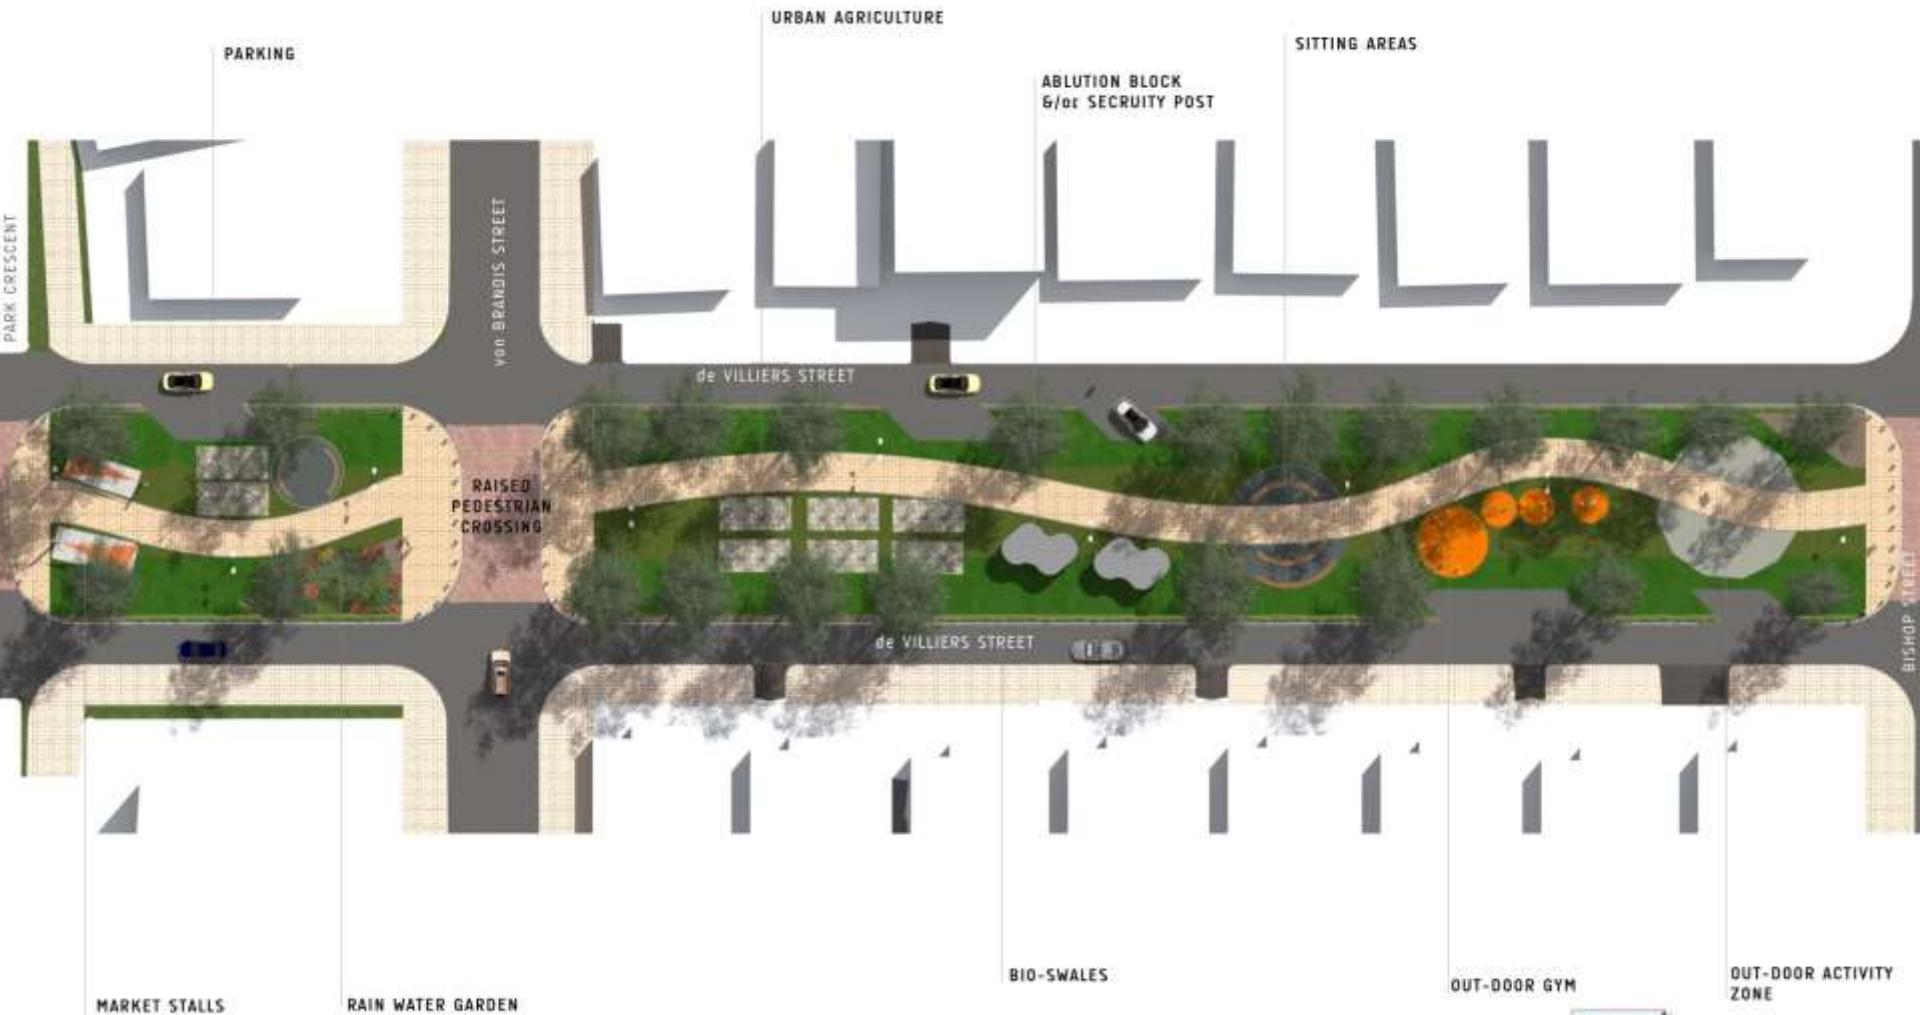 URBAN AGRICULTURE
SITTING AREAS
PARKING
ABLUTION BLOCK
&/or SECRUITY POST
PARK CRESCENT
von BRANDIS STREET
de VILLIERS STREET
RAISED
PEDESTRIAN
CROSSING
de VILLIERS STREET
BISHOP STREET
BIO-SWALES
OUT-DOOR GYM
OUT-DOOR ACTIVITY
ZONE
MARKET STALLS
RAIN WATER GARDEN